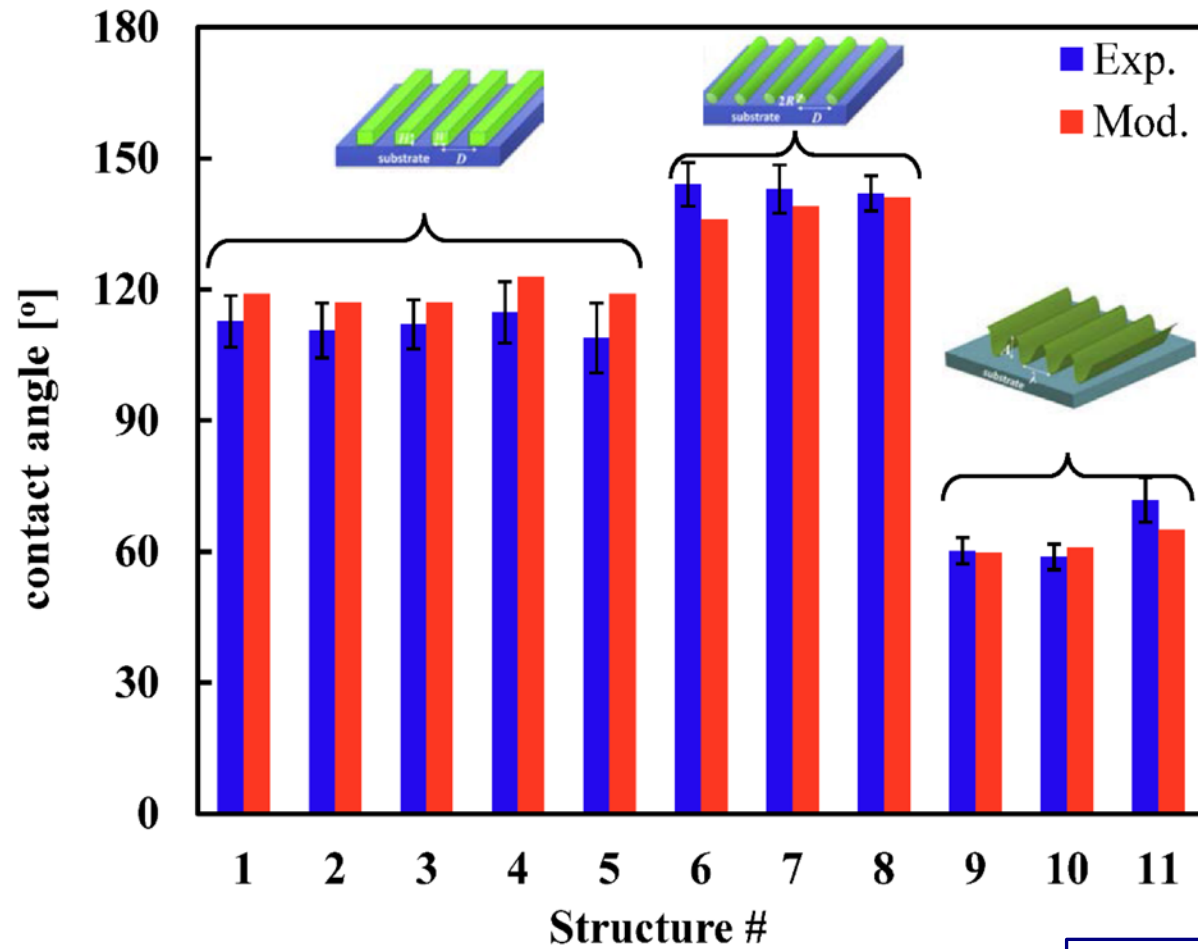 180
150
120
90
60
30
0
contact angle [º]
Exp.
Mod.
substrate
D
2R
substrate
D
substrate
λ
1 2 3 4 5 6 7 8 9 10 11
Structure #